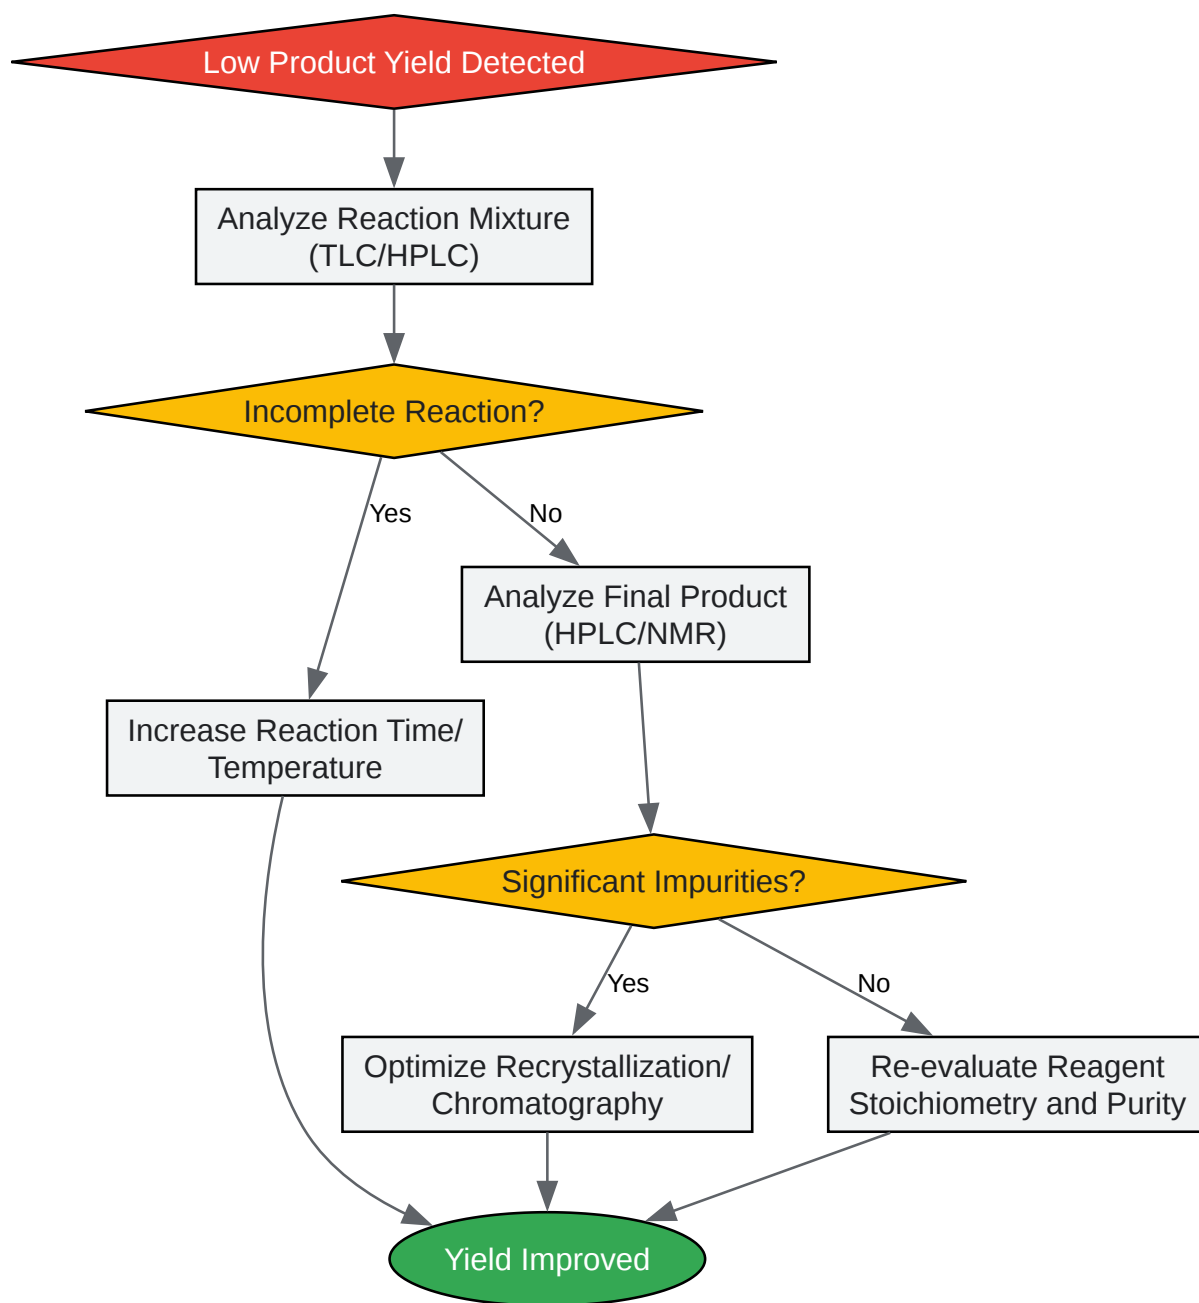 Low Product Yield Detected
Analyze Reaction Mixture
(TLC/HPLC)
Incomplete Reaction?
Yes
No
Analyze Final Product
(HPLC/NMR)
Increase Reaction Time/
Temperature
Significant Impurities?
Yes
No
Optimize Recrystallization/
Chromatography
Re-evaluate Reagent
Stoichiometry and Purity
Yield Improved